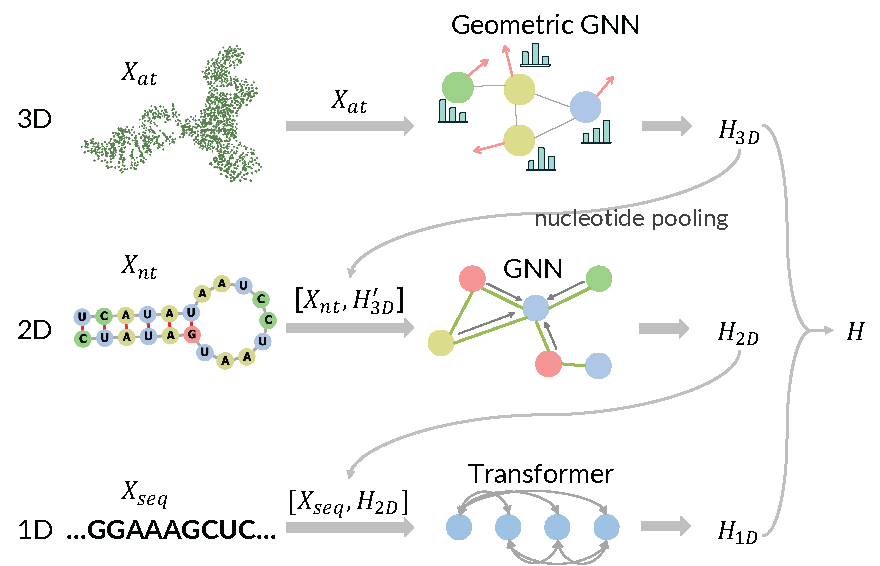 Geometric GNN
3D
X_{at}
X_{at}
H_{3D}
nucleotide pooling
X_{nt}
GNN
[X_{nt}, H'_{3D}]
2D
A A U C
U C A U A U
C
C U A U A G
U A A U
H_{2D}
H
Transformer
X_{seq}
[X_{seq}, H_{2D}]
1D
...GGAAAGCUC...
H_{1D}